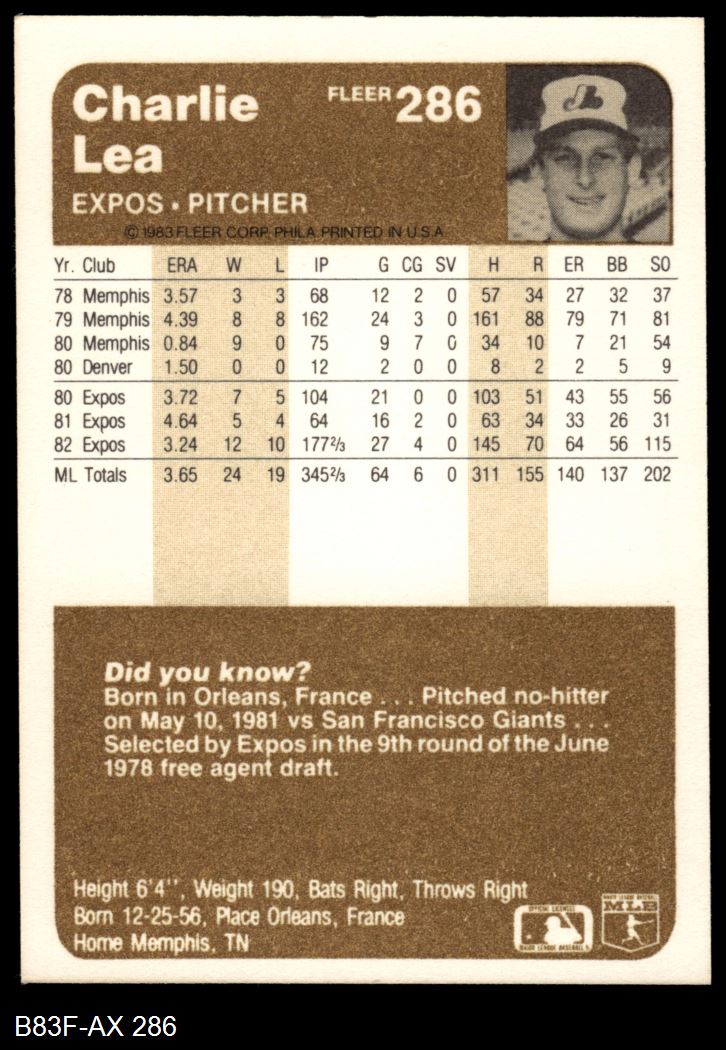 Charlie
Lea
FLEER 286
EXPOS • PITCHER
© 1983 FLEER CORP. PHILA. PRINTED IN U.S.A.
Yr. Club ERA W L IP G CG SV H R ER BB SO
78 Memphis 3.57 3 3 68 12 2 0 57 34 27 32 37
79 Memphis 4.39 8 8 162 24 3 0 161 88 79 71 81
80 Memphis 0.84 9 0 75 9 7 0 34 10 7 21 54
80 Denver 1.50 0 0 12 2 0 0 8 2 2 5 9
80 Expos 3.72 7 5 104 21 0 0 103 51 43 55 56
81 Expos 4.64 5 4 64 16 2 0 63 34 33 26 31
82 Expos 3.24 12 10 177⅔ 27 4 0 145 70 64 56 115
ML Totals 3.65 24 19 345⅔ 64 6 0 311 155 140 137 202
Did you know?
Born in Orleans, France . . . Pitched no-hitter
on May 10, 1981 vs San Francisco Giants . . .
Selected by Expos in the 9th round of the June
1978 free agent draft.
Height 6'4'', Weight 190, Bats Right, Throws Right
Born 12-25-56, Place Orleans, France
Home Memphis, TN
OFFICIAL LICENSEE
MAJOR LEAGUE BASEBALL
MAJOR LEAGUE BASEBALL
B83F-AX 286